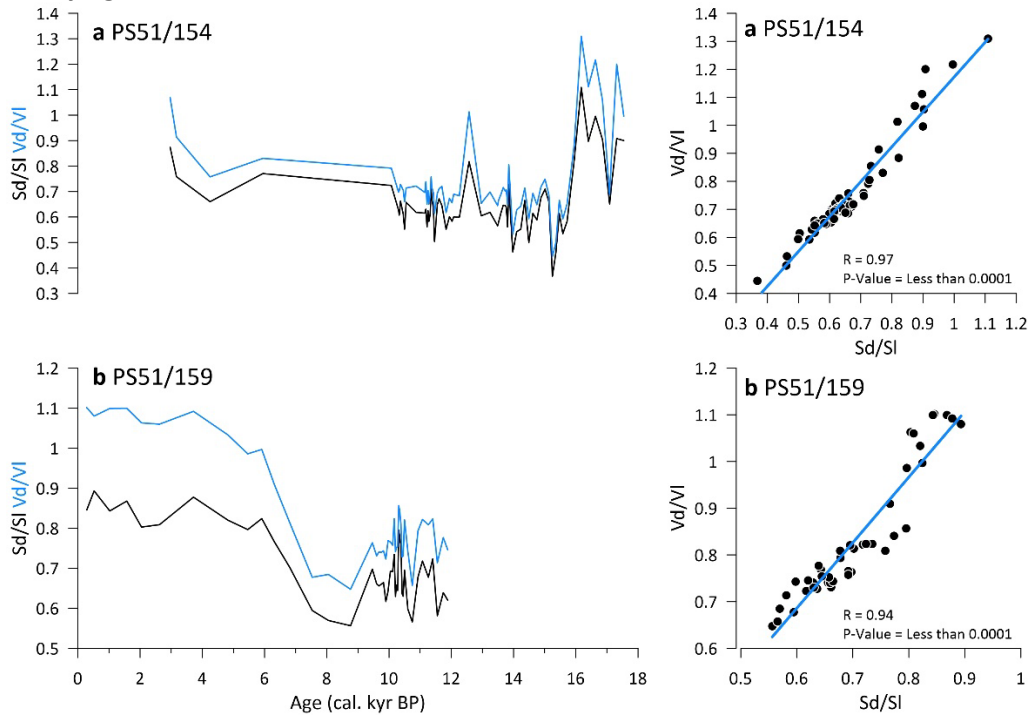 a PS51/154
Sd/Sl Vd/Vl
1.4
1.3
1.2
1.1
1
0.9
0.8
0.7
0.6
0.5
0.4
0.3
a PS51/154
Vd/Vl
1.4
1.3
1.2
1.1
1
0.9
0.8
0.7
0.6
0.5
0.4
R = 0.97
P-Value = Less than 0.0001
0.3 0.4 0.5 0.6 0.7 0.8 0.9 1 1.1 1.2
Sd/Sl
b PS51/159
Sd/Sl Vd/Vl
1.2
1.1
1
0.9
0.8
0.7
0.6
0.5
0 2 4 6 8 10 12 14 16 18
Age (cal. kyr BP)
b PS51/159
Vd/Vl
1.2
1.1
1
0.9
0.8
0.7
0.6
R = 0.94
P-Value = Less than 0.0001
0.5 0.6 0.7 0.8 0.9 1
Sd/Sl